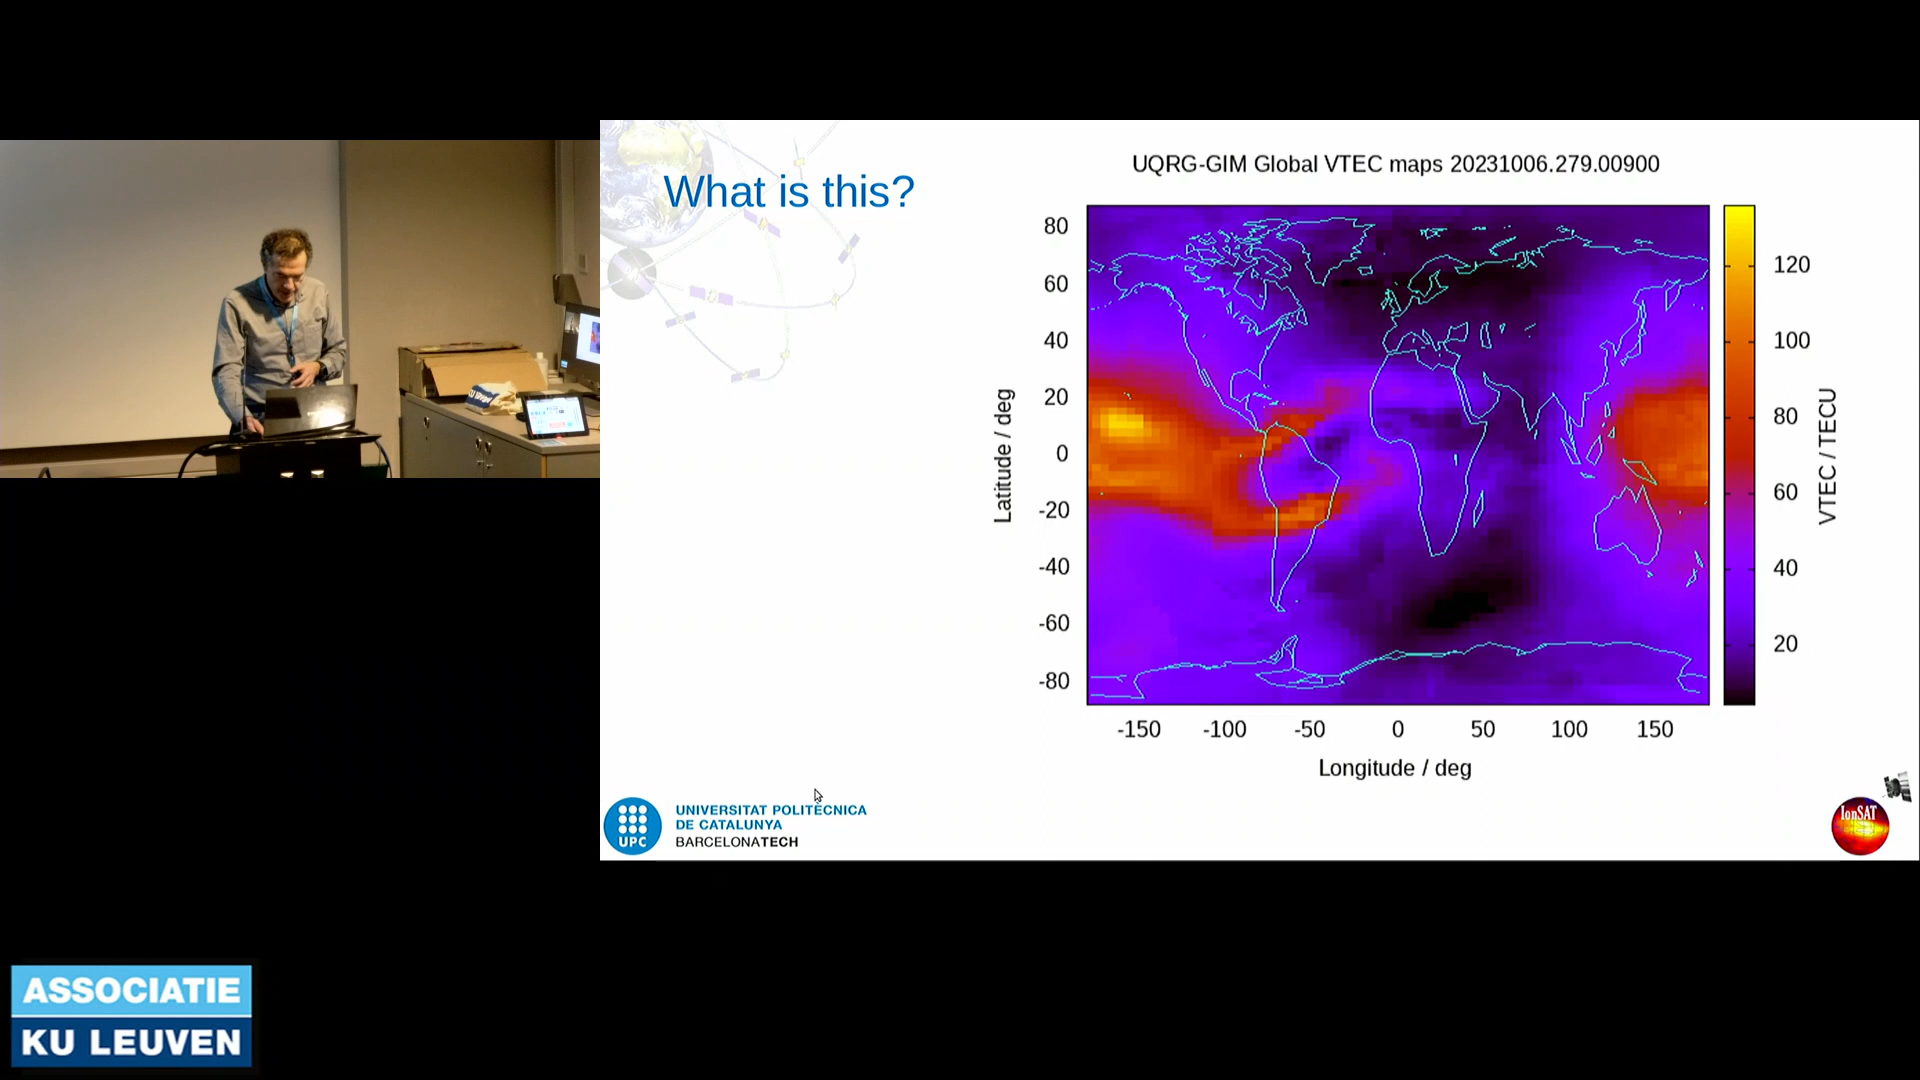 What is this?
UQRG-GIM Global VTEC maps 20231006.279.00900
80
60
40
20
0
-20
-40
-60
-80
Latitude / deg
-150 -100 -50 0 50 100 150
Longitude / deg
120
100
80
60
40
20
VTEC / TECU
UPC
UNIVERSITAT POLITÈCNICA
DE CATALUNYA
BARCELONATECH
IonSAT
ASSOCIATIE
KU LEUVEN